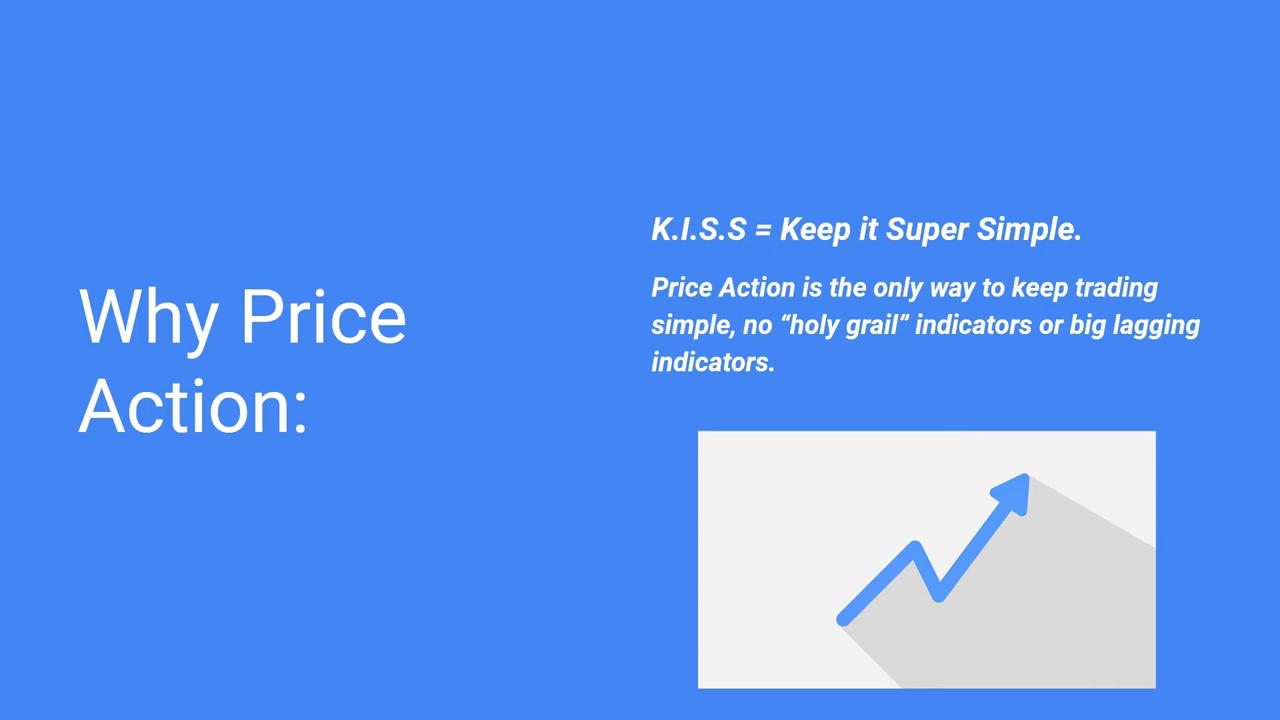 Why Price
Action:
K.I.S.S = Keep it Super Simple.
Price Action is the only way to keep trading
simple, no “holy grail” indicators or big lagging
indicators.